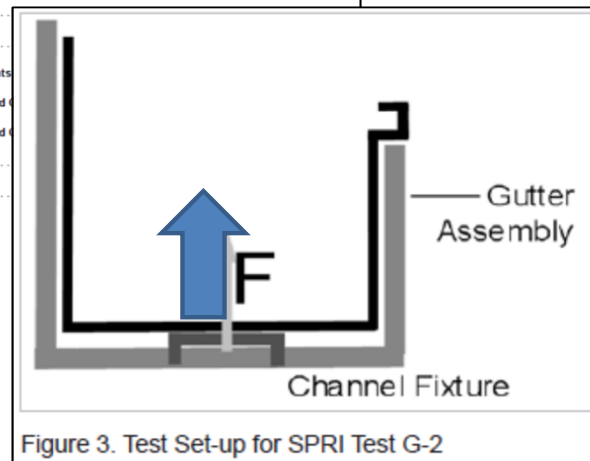 F
Gutter
Assembly
Channel Fixture
Figure 3. Test Set-up for SPRI Test G-2